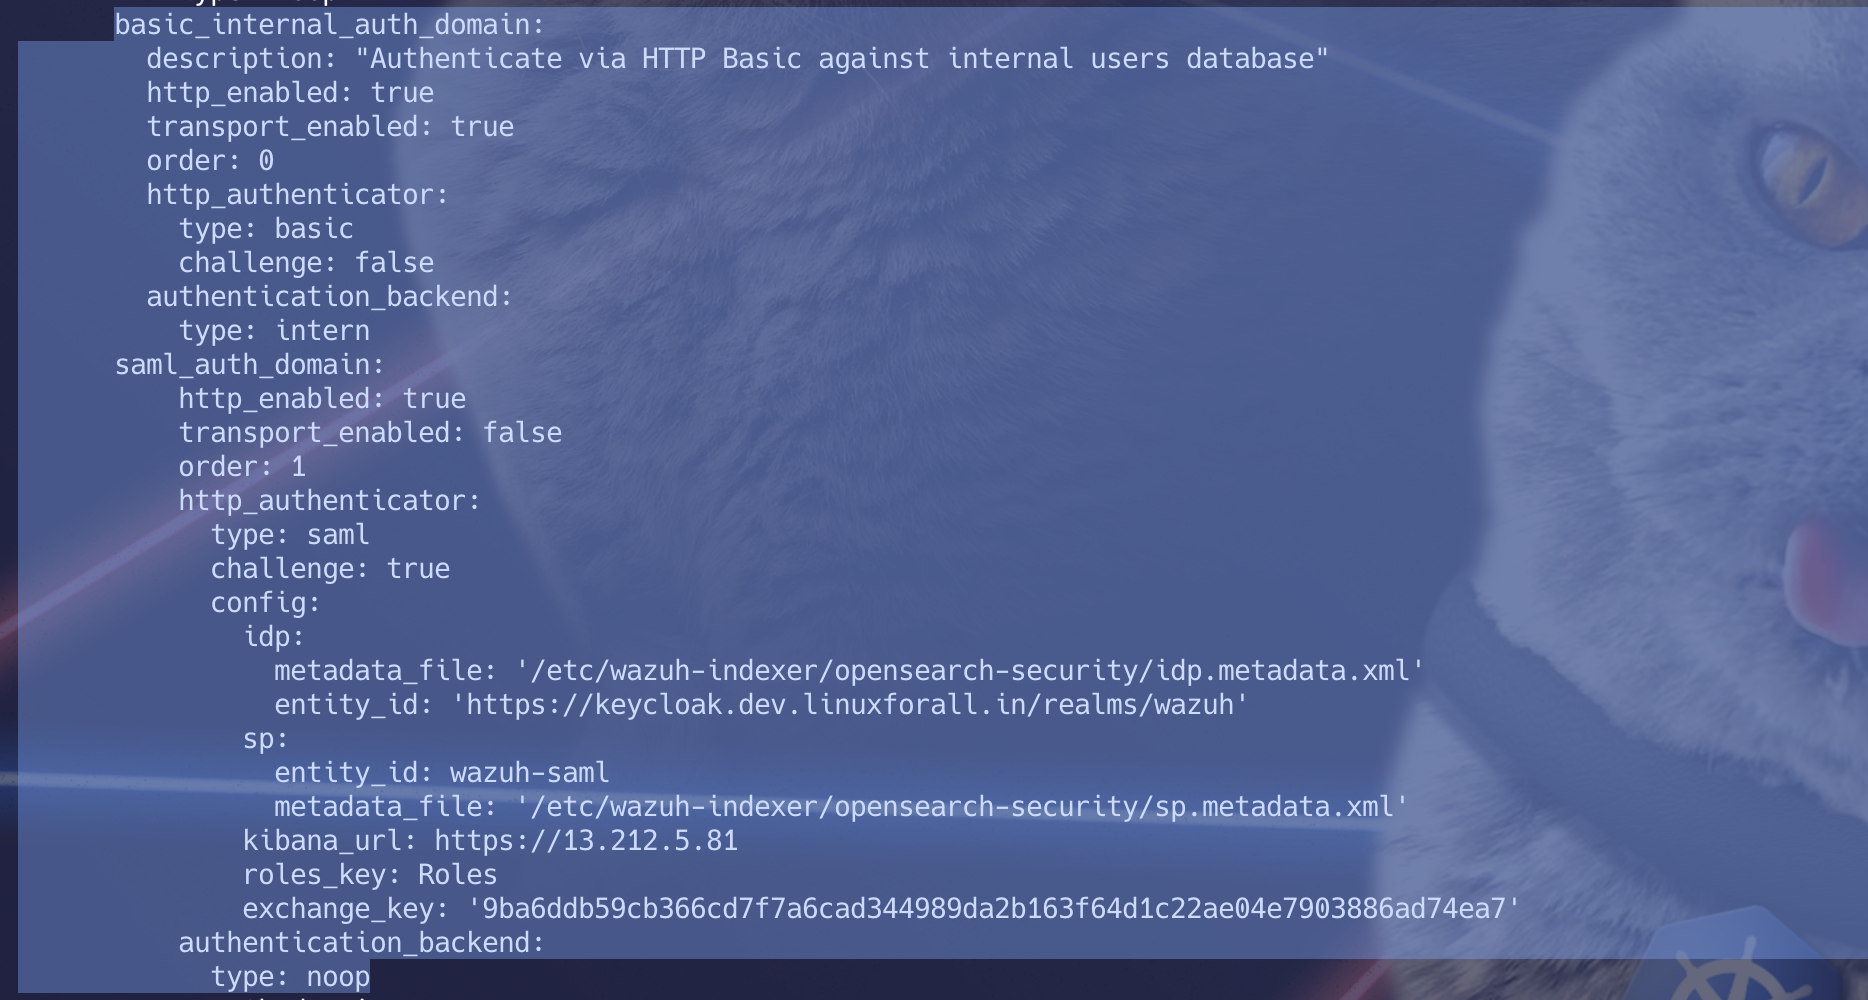 basic_internal_auth_domain:
description: "Authenticate via HTTP Basic against internal users database"
http_enabled: true
transport_enabled: true
order: 0
http_authenticator:
type: basic
challenge: false
authentication_backend:
type: intern
saml_auth_domain:
http_enabled: true
transport_enabled: false
order: 1
http_authenticator:
type: saml
challenge: true
config:
idp:
metadata_file: '/etc/wazuh-indexer/opensearch-security/idp.metadata.xml'
entity_id: 'https://keycloak.dev.linuxforall.in/realms/wazuh'
sp:
entity_id: wazuh-saml
metadata_file: '/etc/wazuh-indexer/opensearch-security/sp.metadata.xml'
kibana_url: https://13.212.5.81
roles_key: Roles
exchange_key: '9ba6ddb59cb366cd7f7a6cad344989da2b163f64d1c22ae04e7903886ad74ea7'
authentication_backend:
type: noop